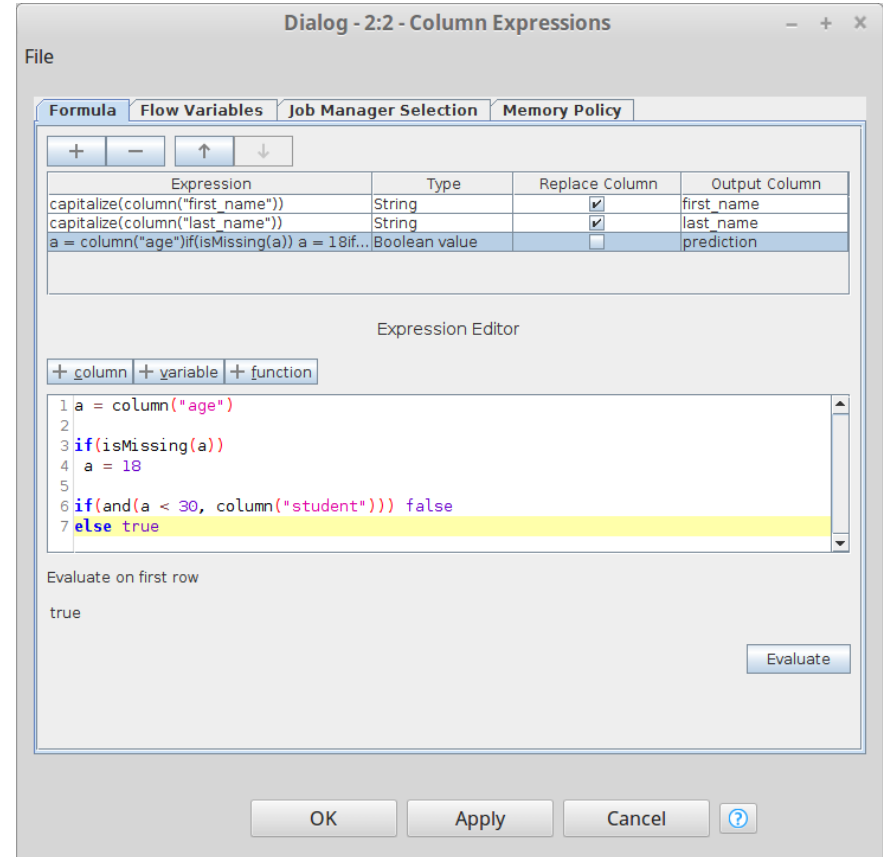 Dialog - 2:2 - Column Expressions
File
Formula Flow Variables Job Manager Selection Memory Policy
Expression Type Replace Column Output Column
capitalize(column("first_name")) String first_name
capitalize(column("last_name")) String last_name
a = column("age")if(isMissing(a)) a = 18if... Boolean value prediction
Expression Editor
+ column + variable + function
1 a = column("age")
2
3 if(isMissing(a))
4 a = 18
5
6 if(and(a < 30, column("student"))) false
7 else true
Evaluate on first row
true
Evaluate
OK Apply Cancel ?